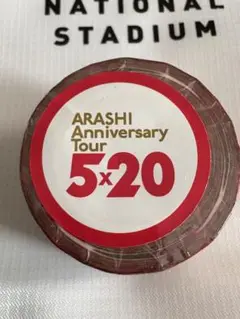 NATIONAL
STADIUM
ARASHI
Anniversary
Tour
5x20